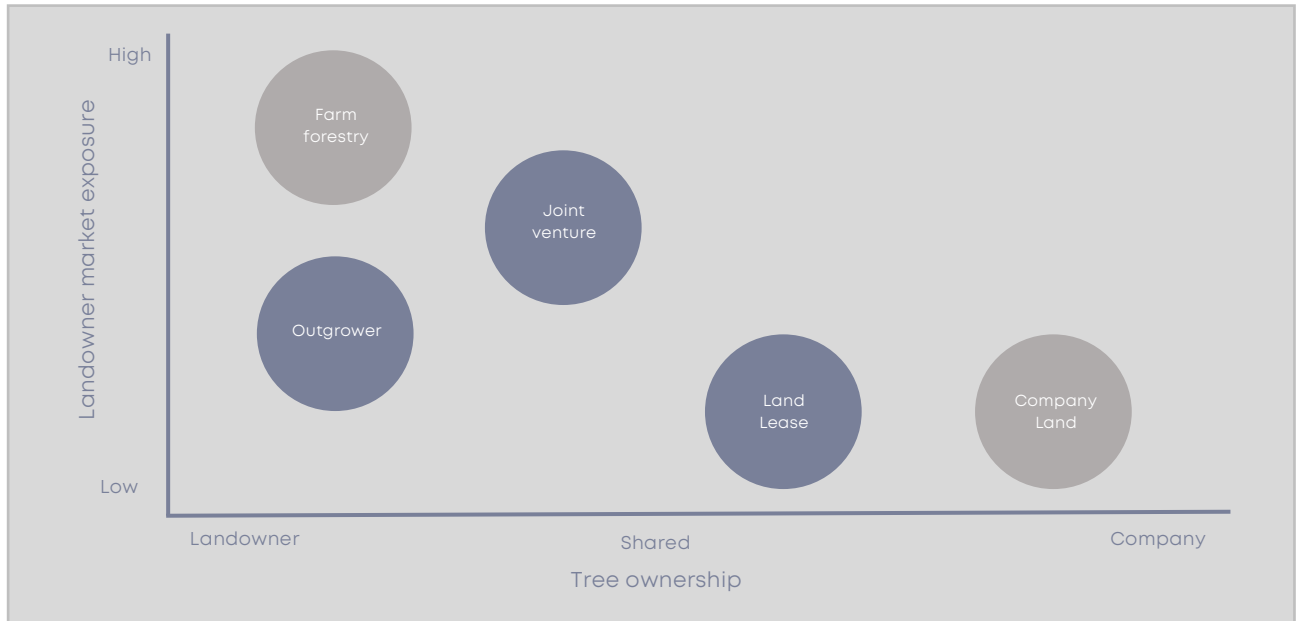 High
Landowner market exposure
Low
Farm
forestry
Joint
venture
Outgrower
Land
Lease
Company
Land
Landowner
Shared
Company
Tree ownership